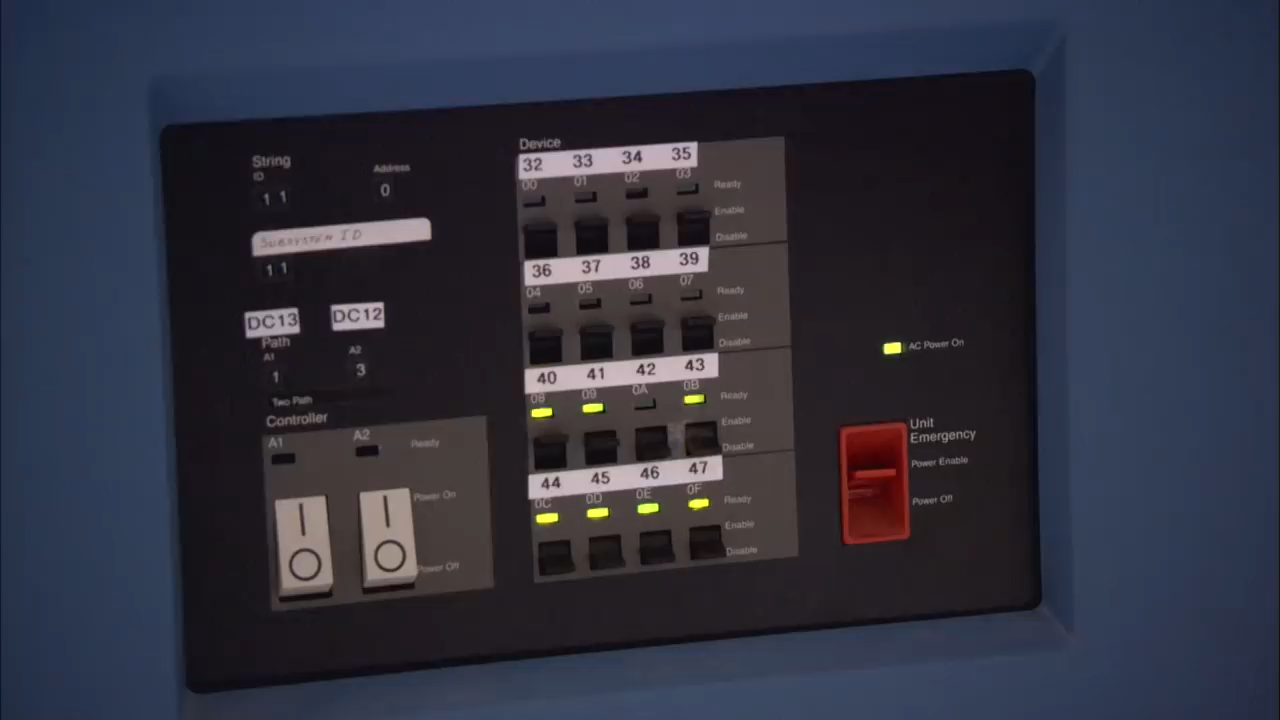 String
ID
Address
1 1
0
SUBSYSTEM ID
1 1
DC13 DC12
Path
A1 A2
1 3
Two Path
Controller
A1 A2 Ready
Power On
Power Off
Device
32 33 34 35
00 01 02 03 Ready
Enable
Disable
36 37 38 39
04 05 06 07 Ready
Enable
Disable
40 41 42 43
08 09 0A 0B Ready
Enable
Disable
44 45 46 47
0C 0D 0E 0F Ready
Enable
Disable
AC Power On
Unit
Emergency
Power Enable
Power Off